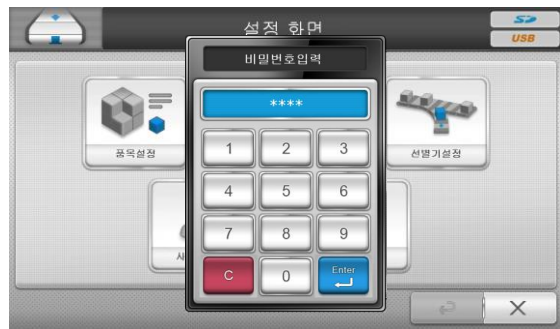 설정 화면
SD
USB
비밀번호입력
****
품목설정
선별기설정
1 2 3
4 5 6
7 8 9
C 0 Enter